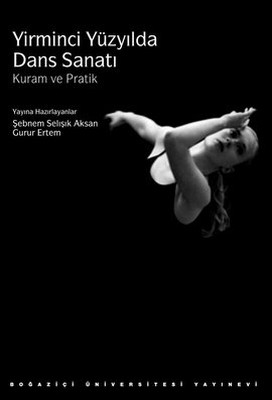 Yirminci Yüzyılda
Dans Sanatı
Kuram ve Pratik
Yayına Hazırlayanlar
Şebnem Selışık Aksan
Gurur Ertem
BOĞAZİÇİ ÜNİVERSİTESİ YAYINEVİ